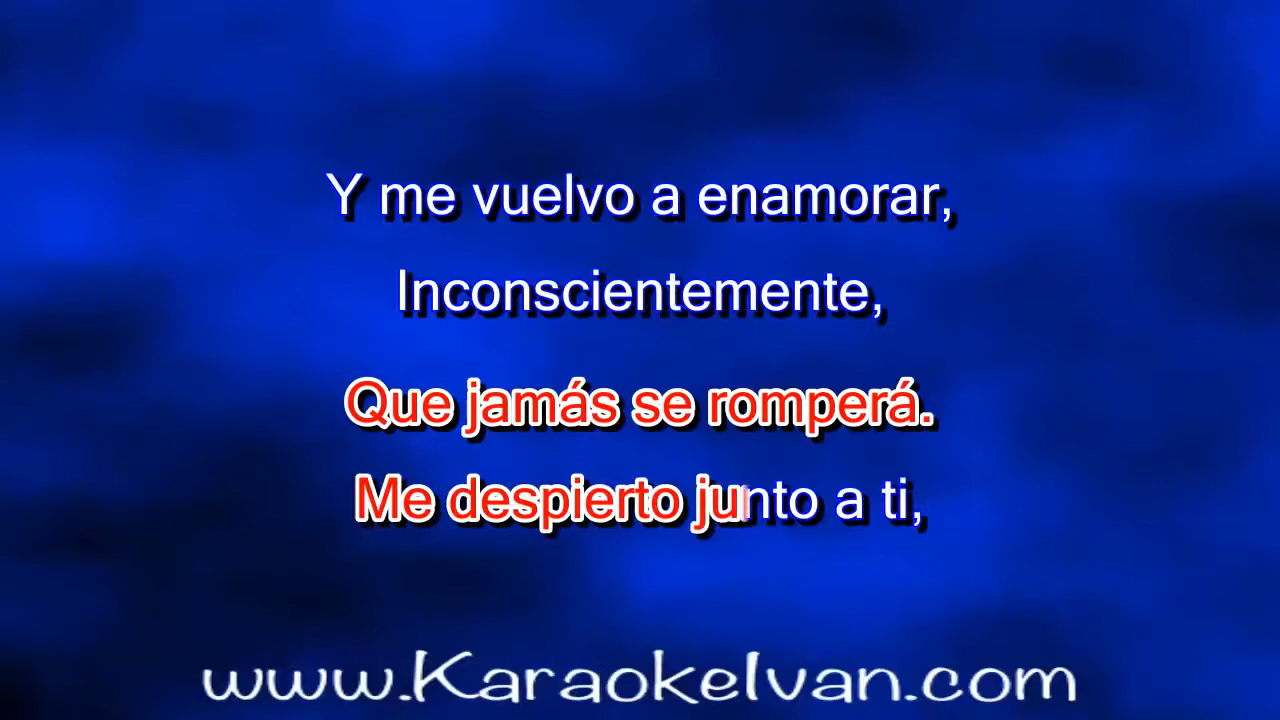 Y me vuelvo a enamorar,
Inconscientemente,
Que jamás se romperá.
Me despierto junto a ti,
www.KaraokeIvan.com